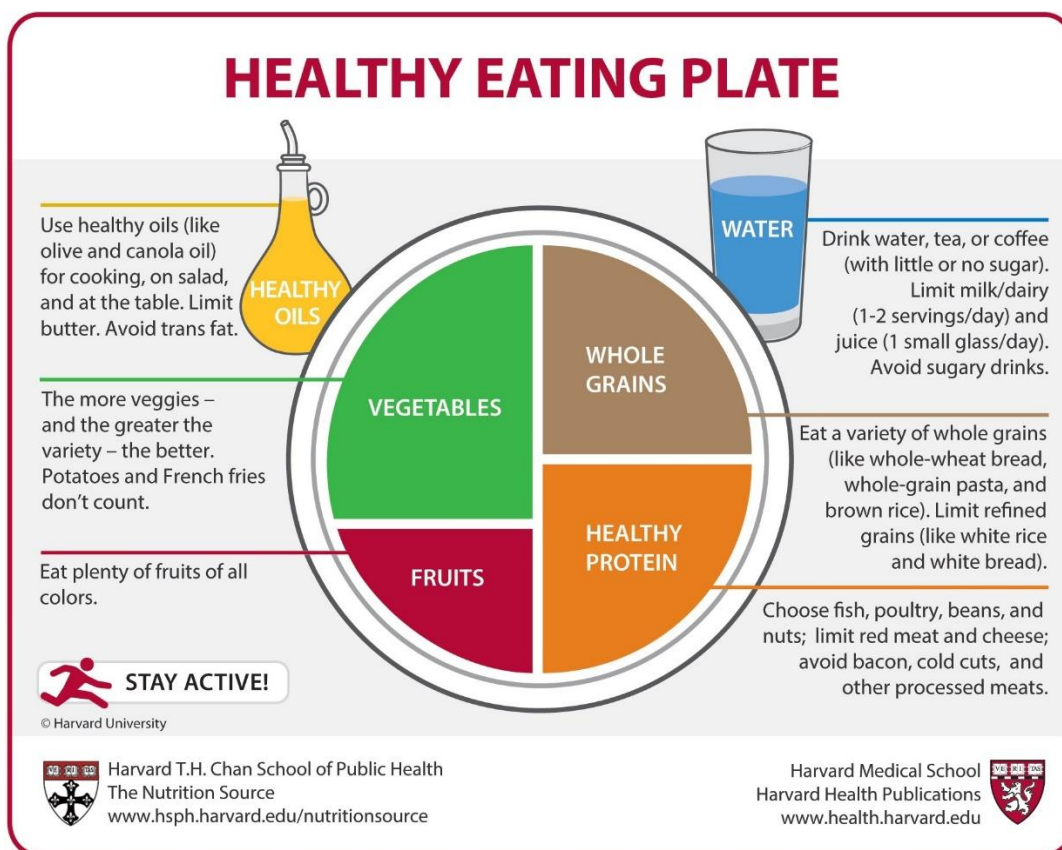 HEALTHY EATING PLATE
Use healthy oils (like
olive and canola oil)
for cooking, on salad,
and at the table. Limit
butter. Avoid trans fat.
HEALTHY
OILS
The more veggies –
and the greater the
variety – the better.
Potatoes and French fries
don't count.
Eat plenty of fruits of all
colors.
VEGETABLES
FRUITS
WHOLE
GRAINS
HEALTHY
PROTEIN
WATER
Drink water, tea, or coffee
(with little or no sugar).
Limit milk/dairy
(1-2 servings/day) and
juice (1 small glass/day).
Avoid sugary drinks.
Eat a variety of whole grains
(like whole-wheat bread,
whole-grain pasta, and
brown rice). Limit refined
grains (like white rice
and white bread).
Choose fish, poultry, beans, and
nuts; limit red meat and cheese;
avoid bacon, cold cuts, and
other processed meats.
STAY ACTIVE!
© Harvard University
Harvard T.H. Chan School of Public Health
The Nutrition Source
www.hsph.harvard.edu/nutritionsource
Harvard Medical School
Harvard Health Publications
www.health.harvard.edu
VE RI TAS